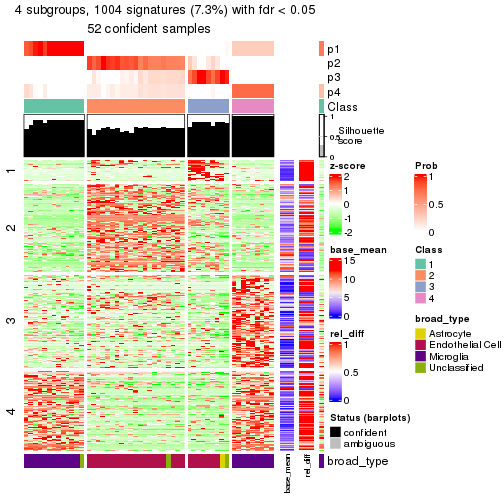 4 subgroups, 1004 signatures (7.3%) with fdr < 0.05
52 confident samples
p1
p2
p3
p4
Class
1
0.5
0
Silhouette
score
1
2
3
4
z-score
2
1
0
-1
-2
base_mean
15
10
5
0
rel_diff
1
0.5
0
Status (barplots)
confident
ambiguous
Prob
1
0.5
0
Class
1
2
3
4
broad_type
Astrocyte
Endothelial Cell
Microglia
Unclassified
broad_type
base_mean
rel_diff